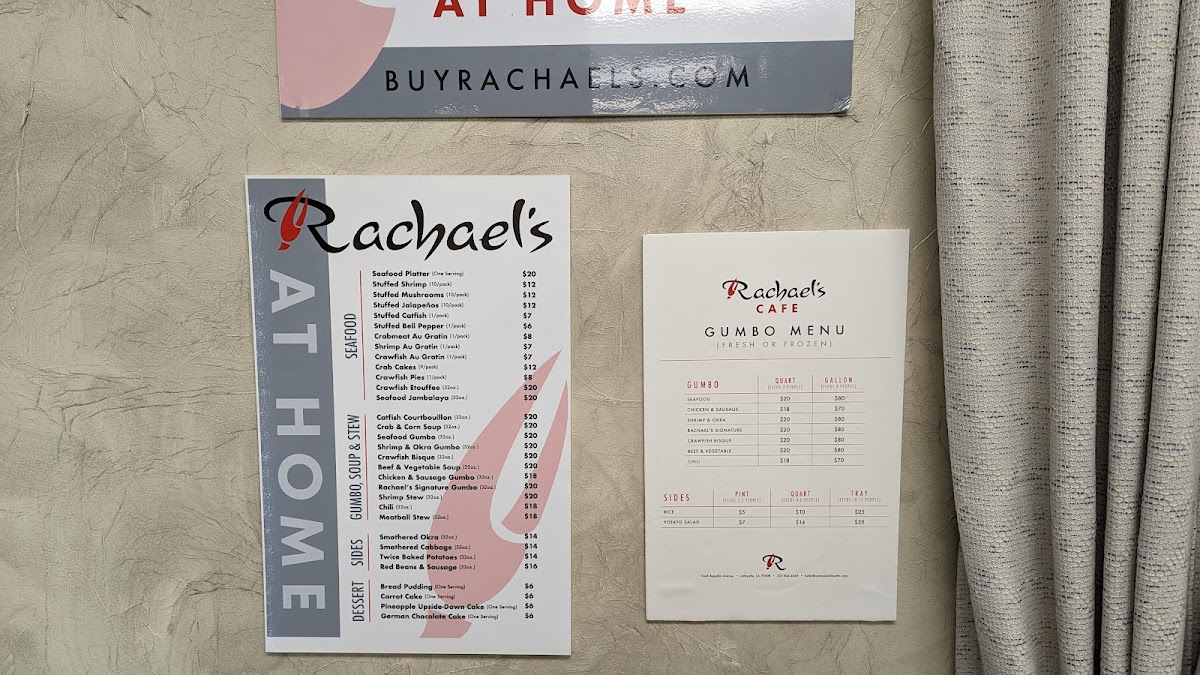 AT HOME
BUYRACHAELS.COM
Rachael's
AT HOME
SEAFOOD
Seafood Platter (One Serving) $20
Stuffed Shrimp (10/pack) $12
Stuffed Mushrooms (10/pack) $12
Stuffed Jalapeños (10/pack) $12
Stuffed Catfish (1/pack) $7
Stuffed Bell Pepper (1/pack) $6
Crabmeat Au Gratin (1/pack) $8
Shrimp Au Gratin (1/pack) $7
Crawfish Au Gratin (1/pack) $7
Crab Cakes (9/pack) $12
Crawfish Pies (1/pack) $8
Crawfish Etouffee (32oz.) $20
Seafood Jambalaya (32oz.) $20
GUMBO, SOUP & STEW
Catfish Courtbouillon (32oz.) $20
Crab & Corn Soup (32oz.) $20
Seafood Gumbo (32oz.) $20
Shrimp & Okra Gumbo (32oz.) $20
Crawfish Bisque (32oz.) $20
Beef & Vegetable Soup (32oz.) $20
Chicken & Sausage Gumbo (32oz.) $18
Rachael's Signature Gumbo (32oz.) $20
Shrimp Stew (32oz.) $20
Chili (32oz.) $18
Meatball Stew (32oz.) $18
SIDES
Smothered Okra (32oz.) $14
Smothered Cabbage (32oz.) $14
Twice Baked Potatoes (32oz.) $14
Red Beans & Sausage (32oz.) $16
DESSERT
Bread Pudding (One Serving) $6
Carrot Cake (One Serving) $6
Pineapple Upside-Down Cake (One Serving) $6
German Chocolate Cake (One Serving) $6
Rachael's
CAFE
GUMBO MENU
(FRESH OR FROZEN)
GUMBO QUART GALLON
SEAFOOD $20 $80
CHICKEN & SAUSAGE $18 $70
SHRIMP & OKRA $20 $80
RACHAEL'S SIGNATURE $20 $80
CRAWFISH BISQUE $20 $80
BEEF & VEGETABLE $20 $80
CHILI $18 $70
SIDES PINT QUART TRAY
RICE $5 $10 $25
POTATO SALAD $7 $14 $35
R